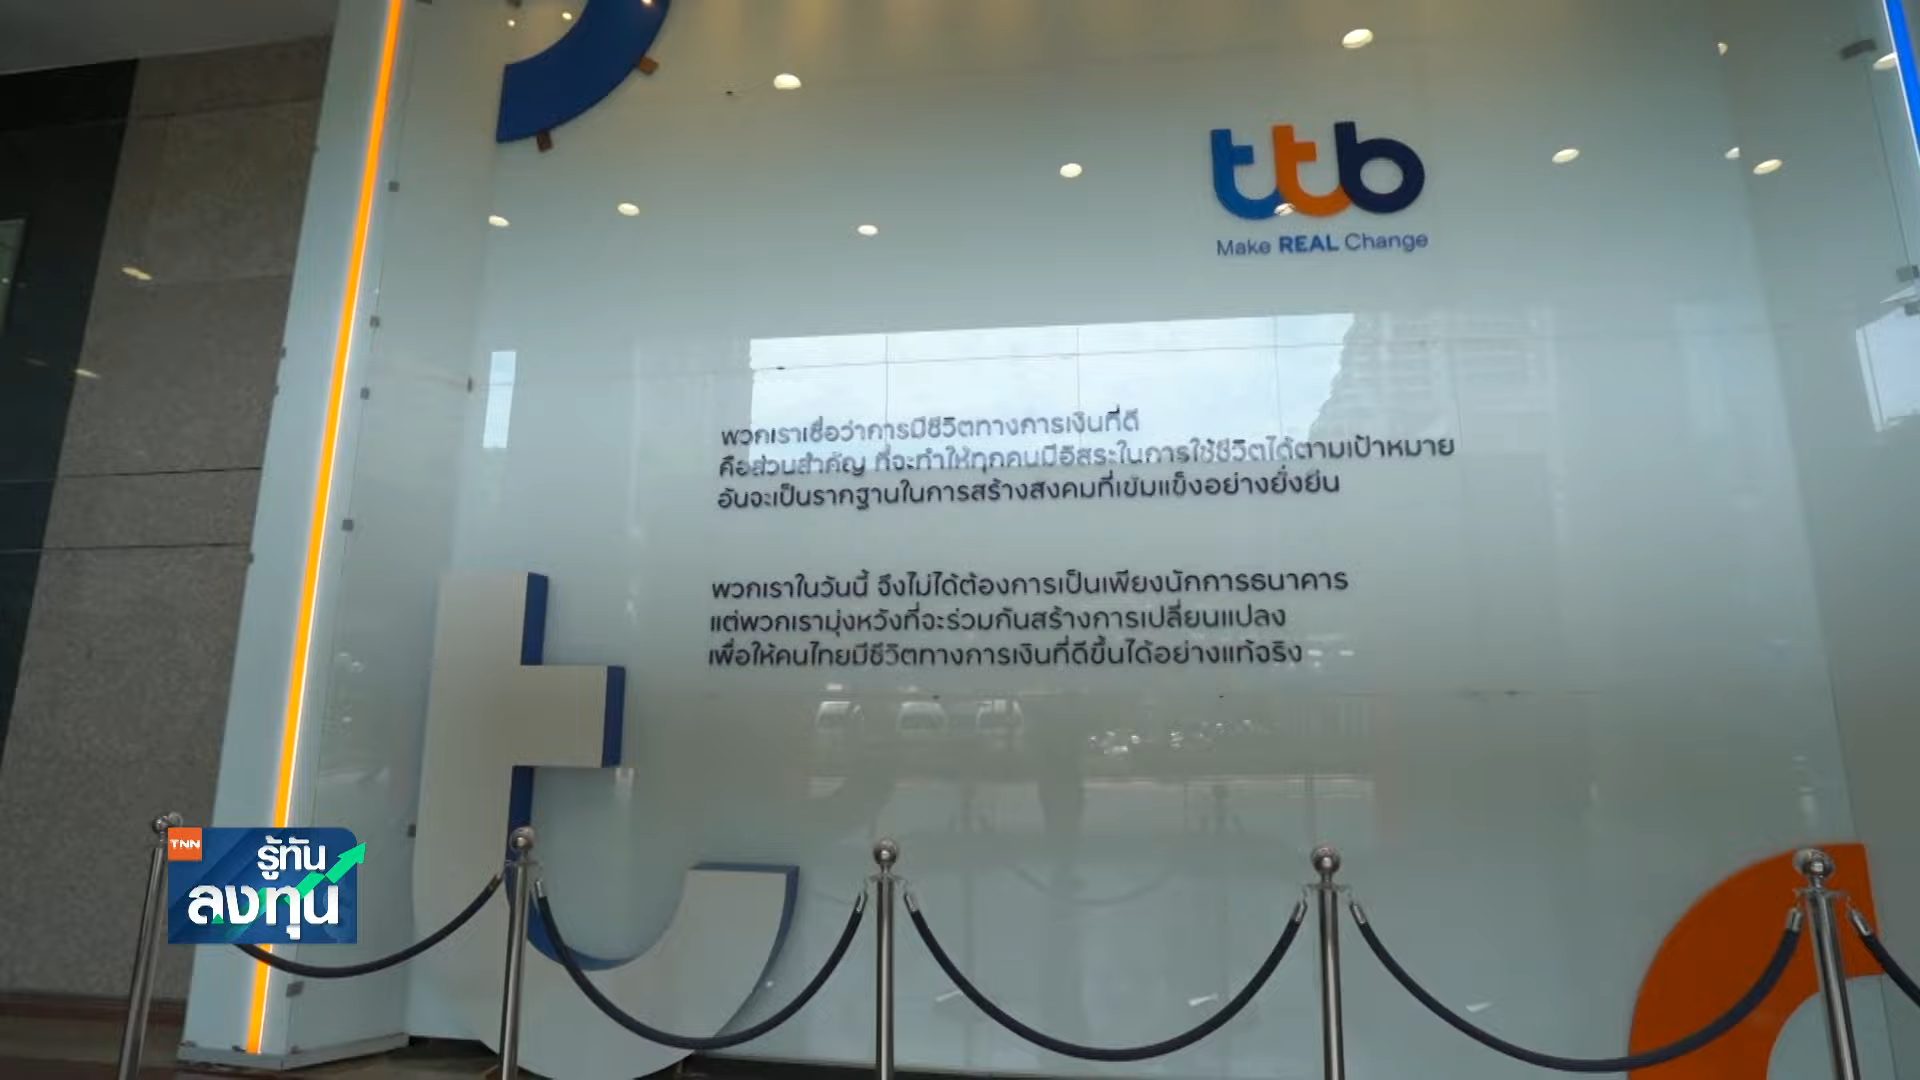 ttb
Make REAL Change
พวกเราเชื่อว่าการมีชีวิตทางการเงินที่ดี
คือส่วนสำคัญ ที่จะทำให้ทุกคนมีอิสระในการใช้ชีวิตได้ตามเป้าหมาย
อันจะเป็นรากฐานในการสร้างสังคมที่เข้มแข็งอย่างยั่งยืน
พวกเราในวันนี้ จึงไม่ได้ต้องการเป็นเพียงนักการธนาคาร
แต่พวกเรามุ่งหวังที่จะร่วมกันสร้างการเปลี่ยนแปลง
เพื่อให้คนไทยมีชีวิตทางการเงินที่ดีขึ้นได้อย่างแท้จริง
TNN
รู้ทัน
ลงทุน